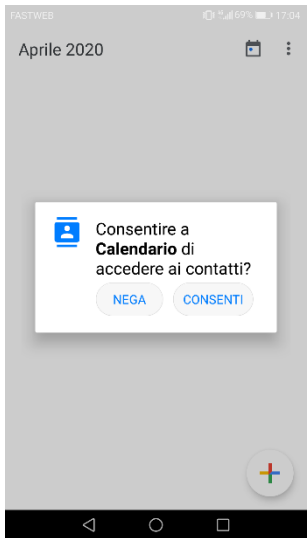 FASTWEB 69% 17:04
Aprile 2020
Consentire a
Calendario di
accedere ai contatti?
NEGA CONSENTI